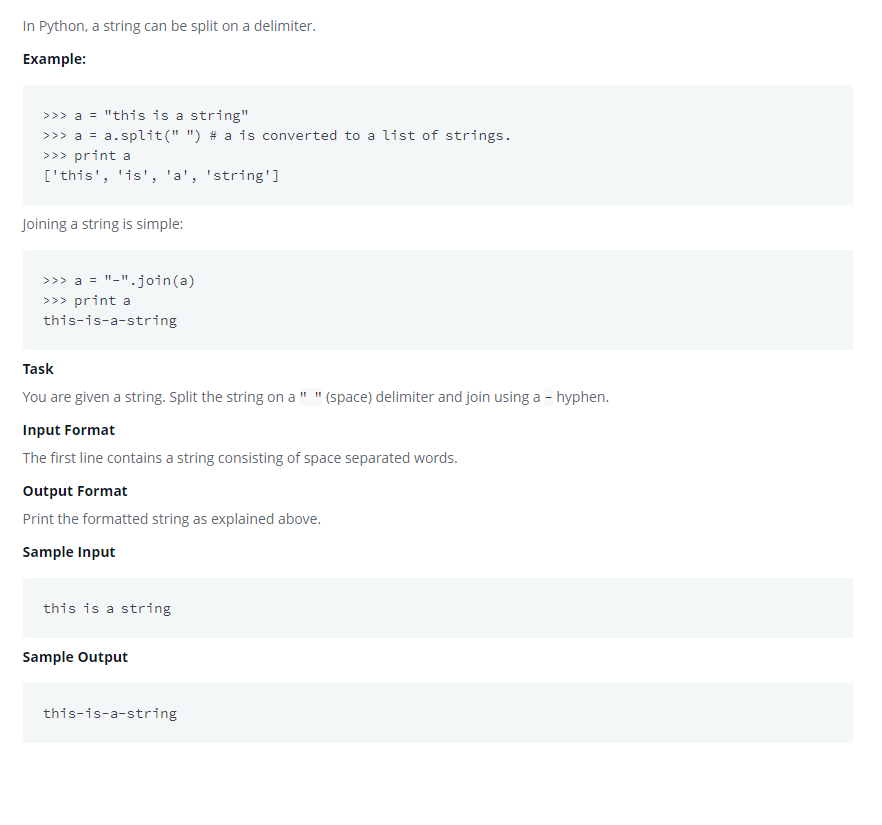 In Python, a string can be split on a delimiter.
Example:
>>> a = "this is a string"
>>> a = a.split(" ") # a is converted to a list of strings.
>>> print a
['this', 'is', 'a', 'string']
Joining a string is simple:
>>> a = "-".join(a)
>>> print a
this-is-a-string
Task
You are given a string. Split the string on a " " (space) delimiter and join using a - hyphen.
Input Format
The first line contains a string consisting of space separated words.
Output Format
Print the formatted string as explained above.
Sample Input
this is a string
Sample Output
this-is-a-string